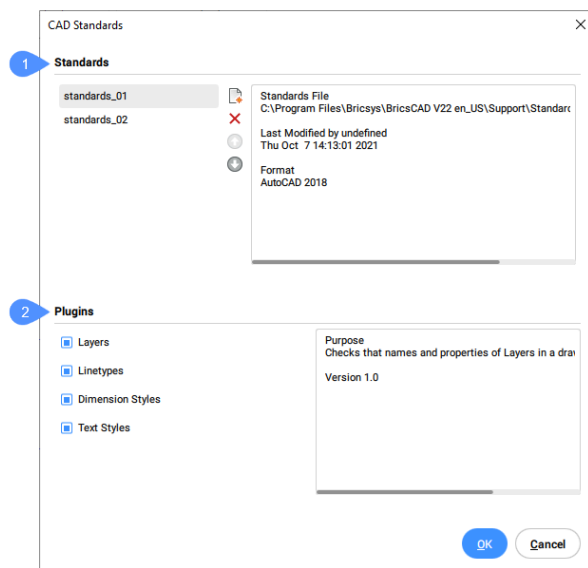 CAD Standards
1
Standards
standards_01
standards_02
Standards File
C:\Program Files\Bricsys\BricsCAD V22 en_US\Support\Standard
Last Modified by undefined
Thu Oct 7 14:13:01 2021
Format
AutoCAD 2018
2
Plugins
Layers
Linetypes
Dimension Styles
Text Styles
Purpose
Checks that names and properties of Layers in a
Version 1.0
OK
Cancel